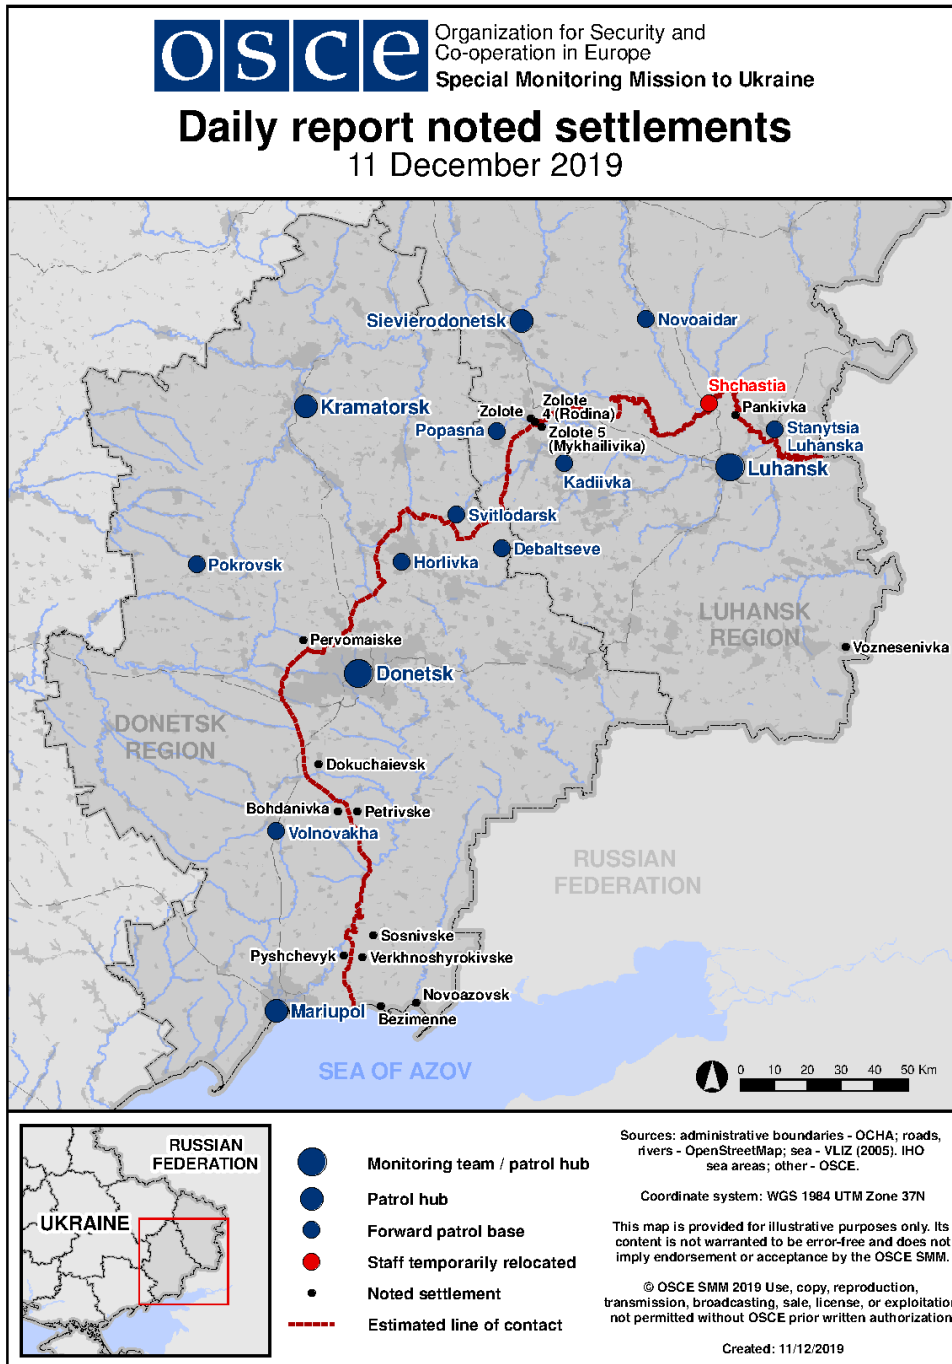 osce
Organization for Security and
Co-operation in Europe
Special Monitoring Mission to Ukraine
Daily report noted settlements
11 December 2019
Sievierodonetsk
Novoaidar
Shchastia
Kramatorsk
Zolote
Zolote
4 (Rodina)
Pankivka
Popasna
Zolote 5
(Mykhailivika)
Stanytsia
Luhanska
Luhansk
Kadiivka
Svitlodarsk
Debaltseve
Horlivka
Pokrovsk
LUHANSK
REGION
Pervomaiske
Voznesenivka
Donetsk
DONETSK
REGION
Dokuchaievsk
Bohdanivka
Petrivske
Volnovakha
RUSSIAN
FEDERATION
Sosnivske
Pyshchevyk
Verkhnoshyrokivske
Novoazovsk
Mariupol
Bezimenne
SEA OF AZOV
0 10 20 30 40 50 Km
RUSSIAN
FEDERATION
UKRAINE
Monitoring team / patrol hub
Patrol hub
Forward patrol base
Staff temporarily relocated
Noted settlement
Estimated line of contact
Sources: administrative boundaries - OCHA; roads,
rivers - OpenStreetMap; sea - VLIZ (2005). IHO
sea areas; other - OSCE.
Coordinate system: WGS 1984 UTM Zone 37N
This map is provided for illustrative purposes only. Its
content is not warranted to be error-free and does not
imply endorsement or acceptance by the OSCE SMM.
© OSCE SMM 2019 Use, copy, reproduction,
transmission, broadcasting, sale, license, or exploitation
not permitted without OSCE prior written authorization
Created: 11/12/2019